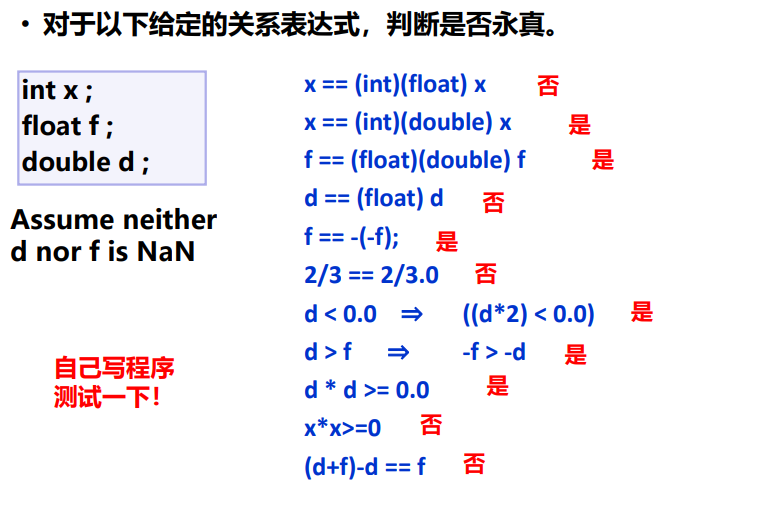 • 对于以下给定的关系表达式，判断是否永真。
int x ;
float f ;
double d ;
Assume neither
d nor f is NaN
自己写程序
测试一下！
x == (int)(float) x 否
x == (int)(double) x 是
f == (float)(double) f 是
d == (float) d 否
f == -(-f); 是
2/3 == 2/3.0 否
d < 0.0 ⇒ ((d*2) < 0.0) 是
d > f ⇒ -f > -d 是
d * d >= 0.0 是
x*x>=0 否
(d+f)-d == f 否